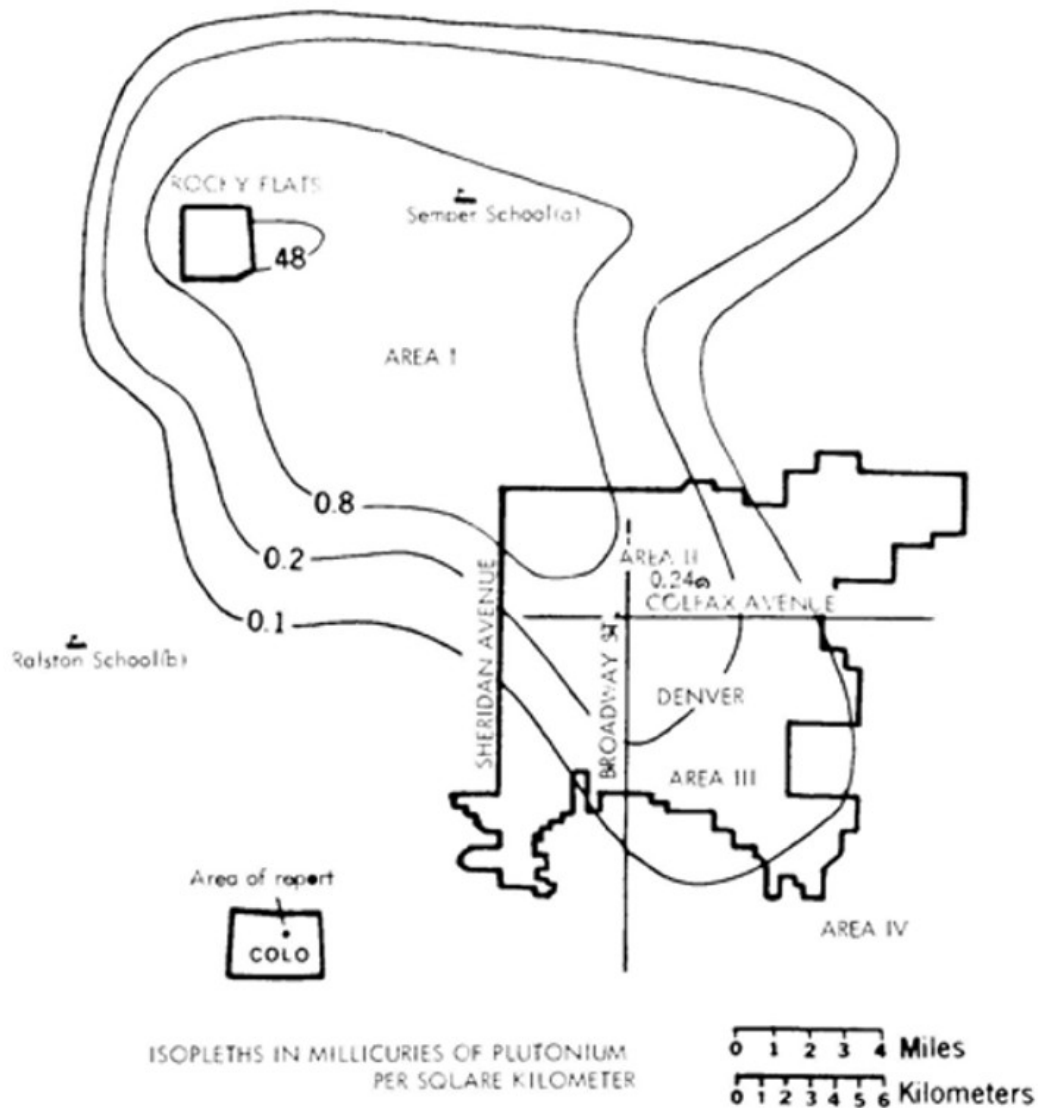 ROCKY FLATS
Semper School(a)
48
AREA I
0.8
0.2
AREA II
0.24
COLFAX AVENUE
0.1
SHERIDAN AVENUE
BROADWAY ST.
Ralston School(b)
DENVER
AREA III
Area of report
COLO
AREA IV
ISOPLETHS IN MILLICURIES OF PLUTONIUM
PER SQUARE KILOMETER
0 1 2 3 4 Miles
0 1 2 3 4 5 6 Kilometers